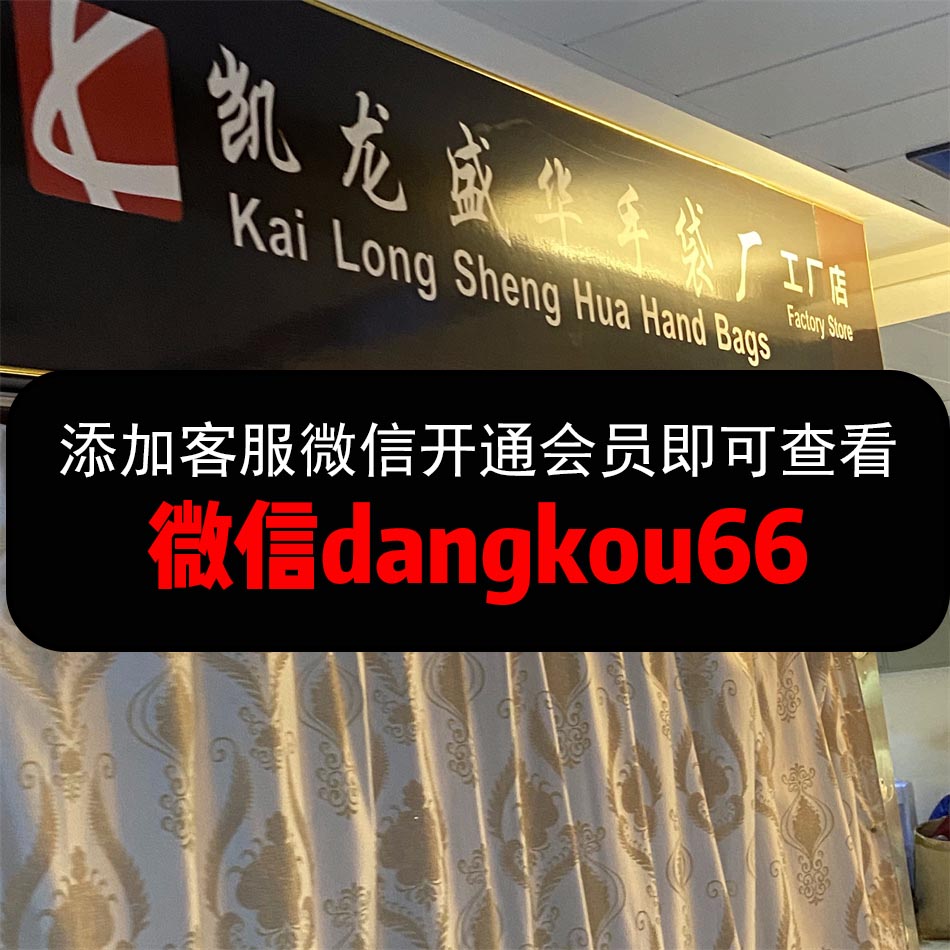 凯龙盛华手袋厂 工厂店
Kai Long Sheng Hua Hand Bags Factory Store
添加客服微信开通会员即可查看
微信dangkou66